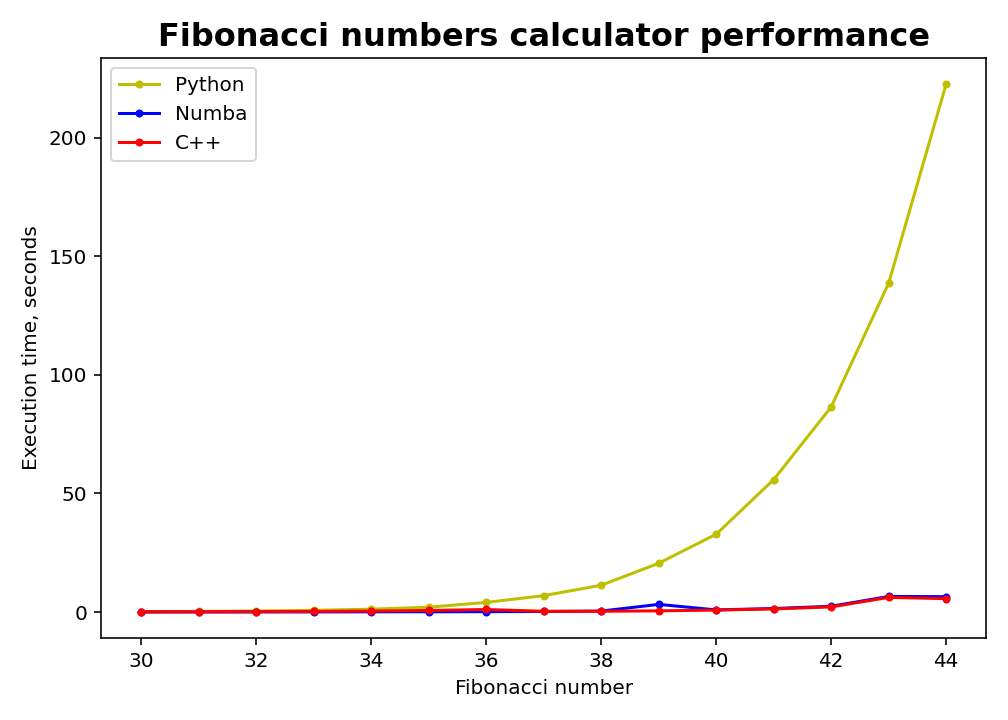 Fibonacci numbers calculator performance
Python
Numba
C++
200
150
100
50
0
Execution time, seconds
30 32 34 36 38 40 42 44
Fibonacci number